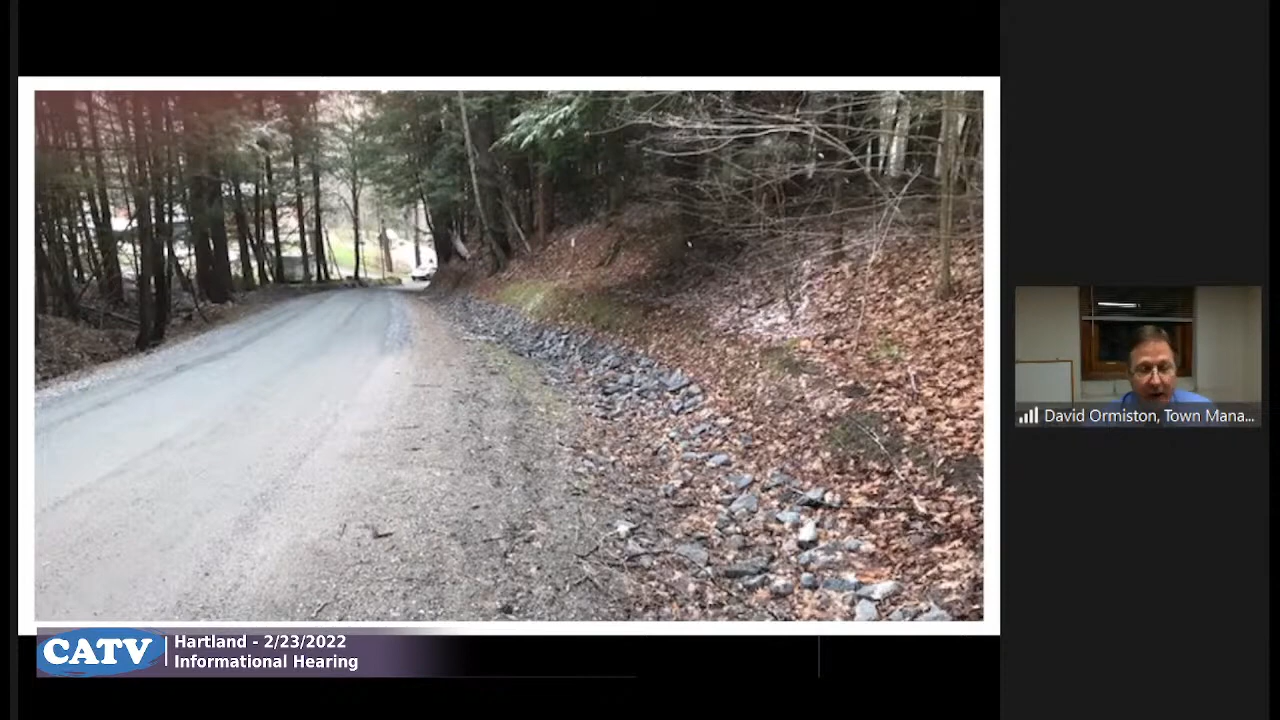 David Ormiston, Town Mana...
CATV
Hartland - 2/23/2022
Informational Hearing